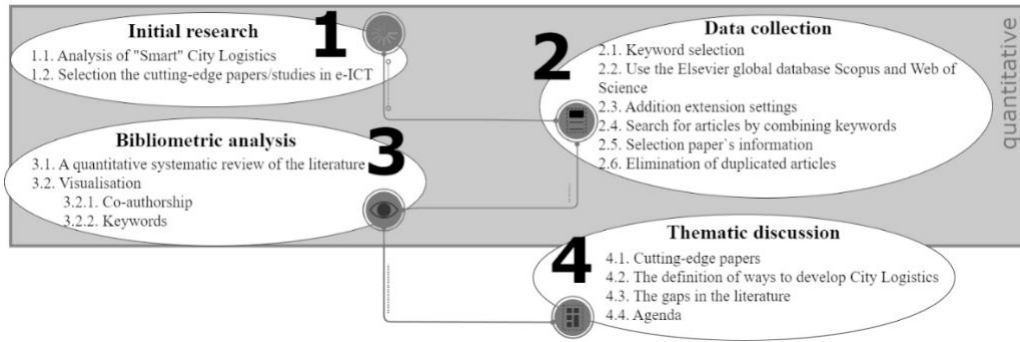 1
Initial research
1.1. Analysis of "Smart" City Logistics
1.2. Selection the cutting-edge papers/studies in e-ICT
2
Data collection
2.1. Keyword selection
2.2. Use the Elsevier global database Scopus and Web of
Science
2.3. Addition extension settings
2.4. Search for articles by combining keywords
2.5. Selection paper`s information
2.6. Elimination of duplicated articles
quantitative
3
Bibliometric analysis
3.1. A quantitative systematic review of the literature
3.2. Visualisation
3.2.1. Co-authorship
3.2.2. Keywords
4
Thematic discussion
4.1. Cutting-edge papers
4.2. The definition of ways to develop City Logistics
4.3. The gaps in the literature
4.4. Agenda